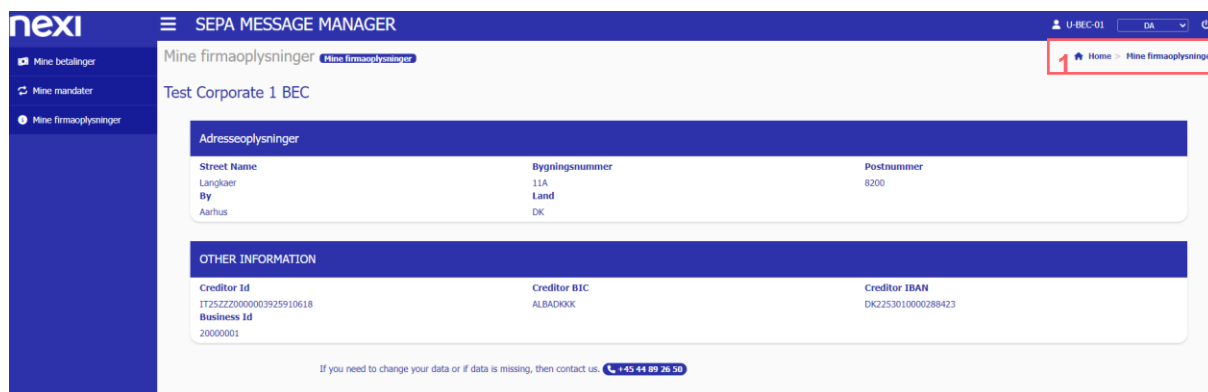 nexi
SEPA MESSAGE MANAGER
U-BEC-01 DA
Mine betalinger
Mine mandater
Mine firmaoplysninger
Mine firmaoplysninger Mine firmaoplysninger
1 Home > Mine firmaoplysninge
Test Corporate 1 BEC
Adresseoplysninger
Street Name Bygningsnummer Postnummer
Langkaer 11A 8200
By Land
Aarhus DK
OTHER INFORMATION
Creditor Id Creditor BIC Creditor IBAN
IT25ZZZ0000003925910618 ALBADKKK DK2253010000288423
Business Id
20000001
If you need to change your data or if data is missing, then contact us. +45 44 89 26 50